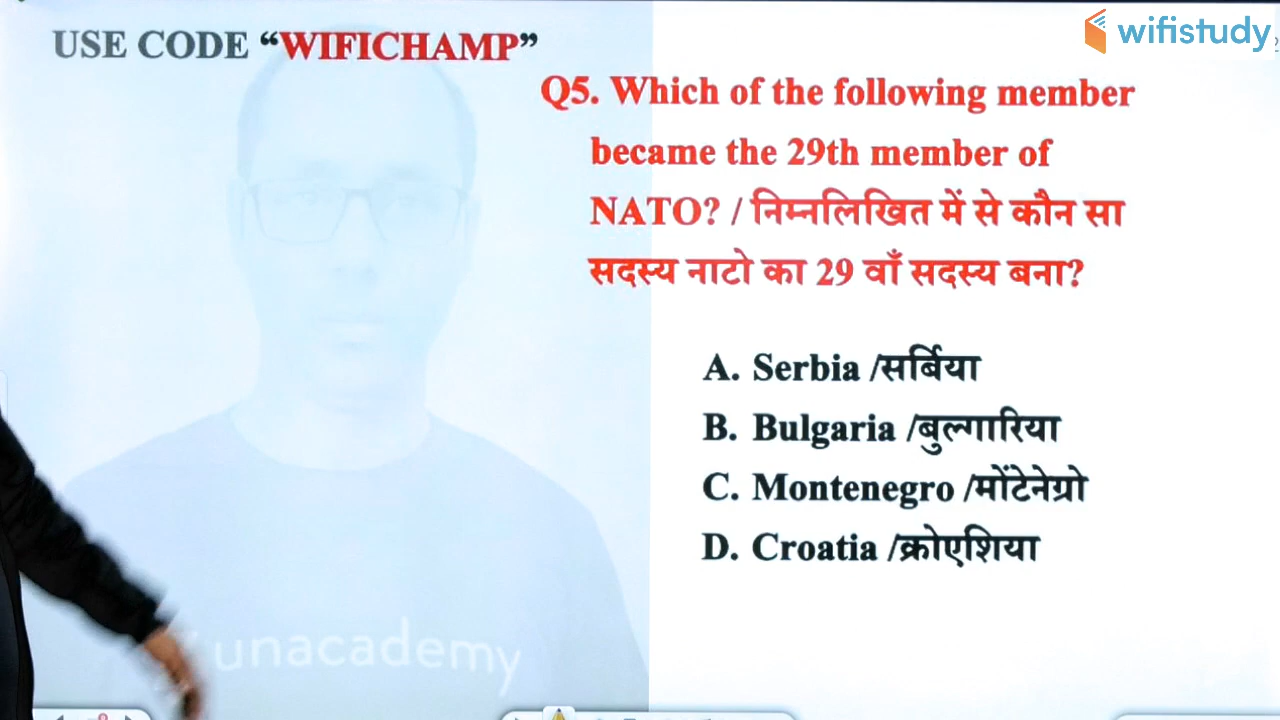 USE CODE “WIFICHAMP”
wifistudy
Q5. Which of the following member
became the 29th member of
NATO? / निम्नलिखित में से कौन सा
सदस्य नाटो का 29 वाँ सदस्य बना?
A. Serbia /सर्बिया
B. Bulgaria /बुल्गारिया
C. Montenegro /मोंटेनेग्रो
D. Croatia /क्रोएशिया
unacademy